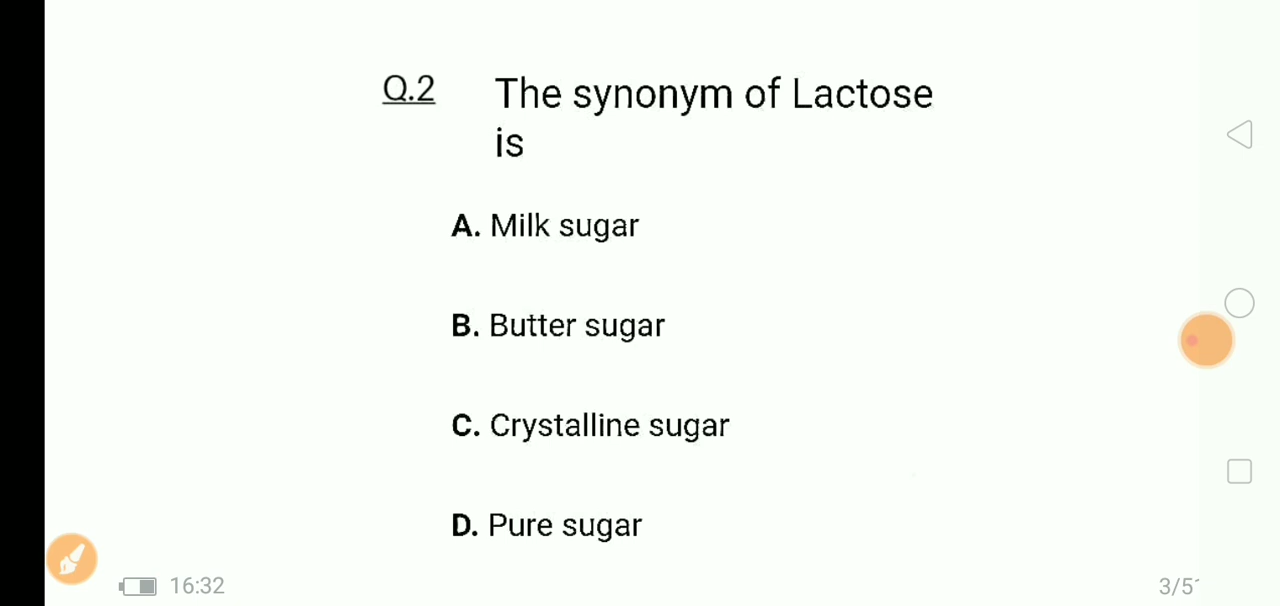 Q.2 The synonym of Lactose
is
A. Milk sugar
B. Butter sugar
C. Crystalline sugar
D. Pure sugar
16:32